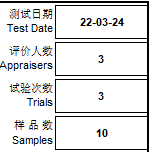 测试日期
Test Date
22-03-24
评价人数
Appraisers
3
试验次数
Trials
3
样 品 数
Samples
10